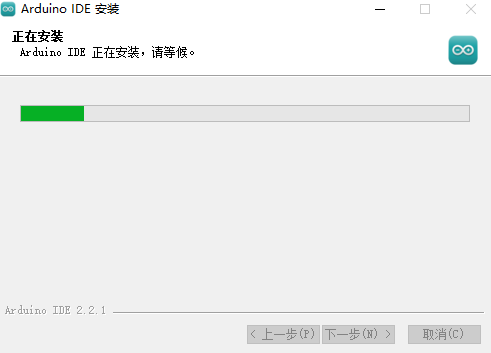 Arduino IDE 安装
正在安装
Arduino IDE 正在安装，请等候。
Arduino IDE 2.2.1
< 上一步(P) 下一步(N) > 取消(C)